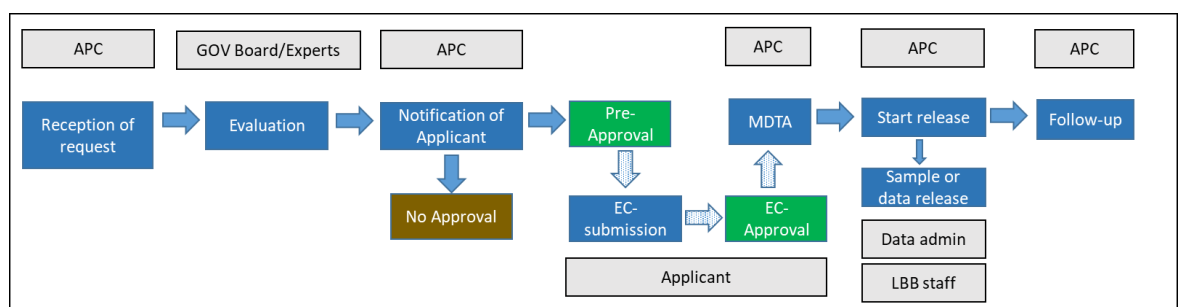 APC
GOV Board/Experts
APC
APC
APC
APC
Reception of
request
Evaluation
Notification of
Applicant
Pre-
Approval
MDTA
Start release
Follow-up
No Approval
EC-
submission
EC-
Approval
Sample or
data release
Applicant
Data admin
LBB staff